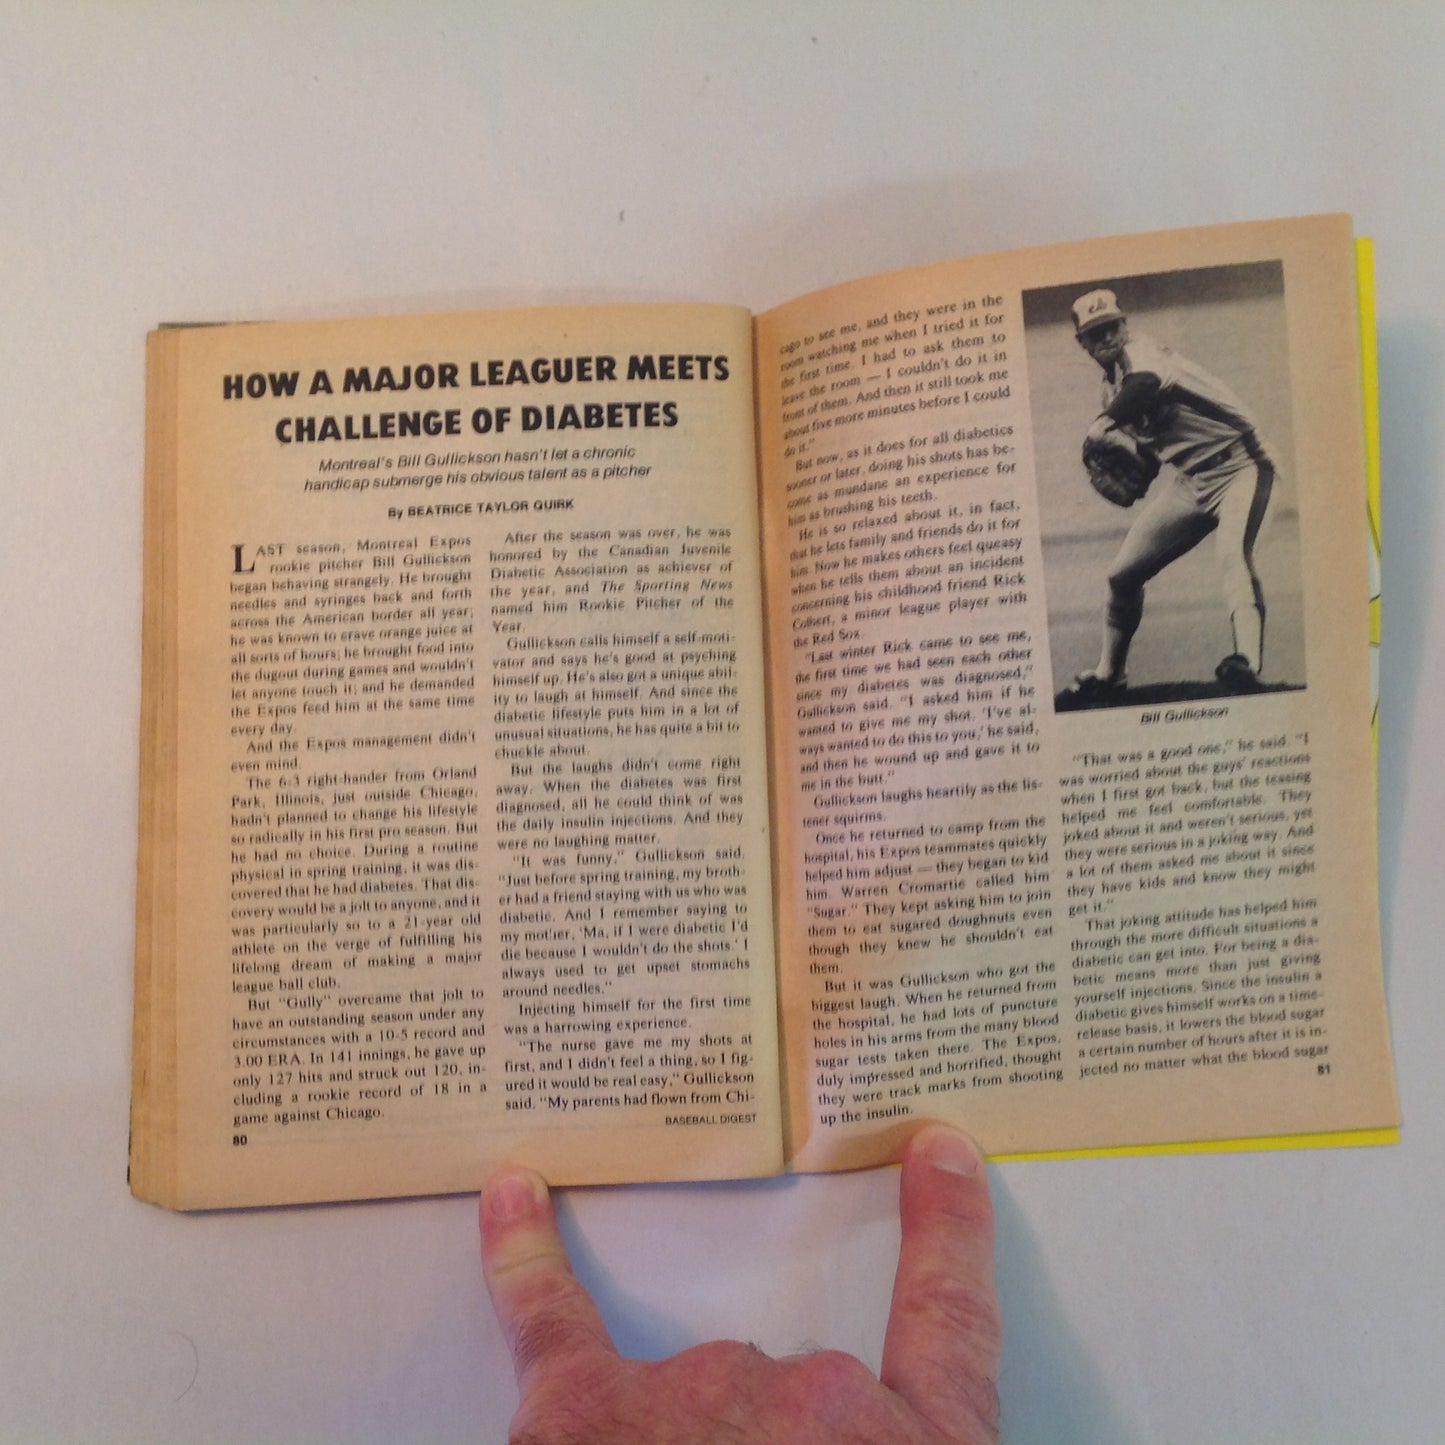 HOW A MAJOR LEAGUER MEETS
CHALLENGE OF DIABETES
Montreal's Bill Gullickson hasn't let a chronic
handicap submerge his obvious talent as a pitcher
By BEATRICE TAYLOR QUIRK
LAST season, Montreal Expos
rookie pitcher Bill Gullickson
began behaving strangely. He brought
needles and syringes back and forth
across the American border all year;
he was known to crave orange juice at
all sorts of hours; he brought food into
the dugout during games and wouldn't
let anyone touch it; and he demanded
the Expos feed him at the same time
every day.
And the Expos management didn't
even mind.
The 6-3 right-hander from Orland
Park, Illinois, just outside Chicago,
hadn't planned to change his lifestyle
so radically in his first pro season. But
he had no choice. During a routine
physical in spring training, it was dis-
covered that he had diabetes. That dis-
covery would be a jolt to anyone, and it
was particularly so to a 21-year old
athlete on the verge of fulfilling his
lifelong dream of making a major
league ball club.
But "Gully" overcame that jolt to
have an outstanding season under any
circumstances with a 10-5 record and
3.00 ERA. In 141 innings, he gave up
only 127 hits and struck out 120, in-
cluding a rookie record of 18 in a
game against Chicago.
80
After the season was over, he was
honored by the Canadian Juvenile
Diabetic Association as achiever of
the year, and The Sporting News
named him Rookie Pitcher of the
Year.
Gullickson calls himself a self-moti-
vator and says he's good at psyching
himself up. He's also got a unique abil-
ity to laugh at himself. And since the
diabetic lifestyle puts him in a lot of
unusual situations, he has quite a bit to
chuckle about.
But the laughs didn't come right
away. When the diabetes was first
diagnosed, all he could think of was
the daily insulin injections. And they
were no laughing matter.
"It was funny," Gullickson said.
"Just before spring training, my broth-
er had a friend staying with us who was
diabetic. And I remember saying to
my mother, 'Ma, if I were diabetic I'd
die because I wouldn't do the shots.' I
always used to get upset stomachs
around needles."
Injecting himself for the first time
was a harrowing experience.
"The nurse gave me my shots at
first, and I didn't feel a thing, so I fig-
ured it would be real easy," Gullickson
said. "My parents had flown from Chi-
BASEBALL DIGEST
cago to see me, and they were in the
room watching me when I tried it for
the first time. I had to ask them to
leave the room — I couldn't do it in
front of them. And then it still took me
about five more minutes before I could
do it."
But now, as it does for all diabetics
sooner or later, doing his shots has be-
come as mundane an experience for
him as brushing his teeth.
He is so relaxed about it, in fact,
that he lets family and friends do it for
him. Now he makes others feel queasy
when he tells them about an incident
concerning his childhood friend Rick
Colbert, a minor league player with
the Red Sox.
"Last winter Rick came to see me,
the first time we had seen each other
since my diabetes was diagnosed,"
Gullickson said. "I asked him if he
wanted to give me my shot. 'I've al-
ways wanted to do this to you,' he said,
and then he wound up and gave it to
me in the butt."
Gullickson laughs heartily as the lis-
tener squirms.
Once he returned to camp from the
hospital, his Expos teammates quickly
helped him adjust — they began to kid
him. Warren Cromartie called him
"Sugar." They kept asking him to join
them to eat sugared doughnuts even
though they knew he shouldn't eat
them.
But it was Gullickson who got the
biggest laugh. When he returned from
the hospital, he had lots of puncture
holes in his arms from the many blood
sugar tests taken there. The Expos,
duly impressed and horrified, thought
they were track marks from shooting
up the insulin.
Bill Gullickson
"That was a good one," he said. "I
was worried about the guys' reactions
when I first got back, but the teasing
helped me feel comfortable. They
joked about it and weren't serious, yet
they were serious in a joking way. And
a lot of them asked me about it since
they have kids and know they might
get it."
That joking attitude has helped him
through the more difficult situations a
diabetic can get into. For being a dia-
betic means more than just giving
yourself injections. Since the insulin a
diabetic gives himself works on a time-
release basis, it lowers the blood sugar
a certain number of hours after it is in-
jected no matter what the blood sugar
81